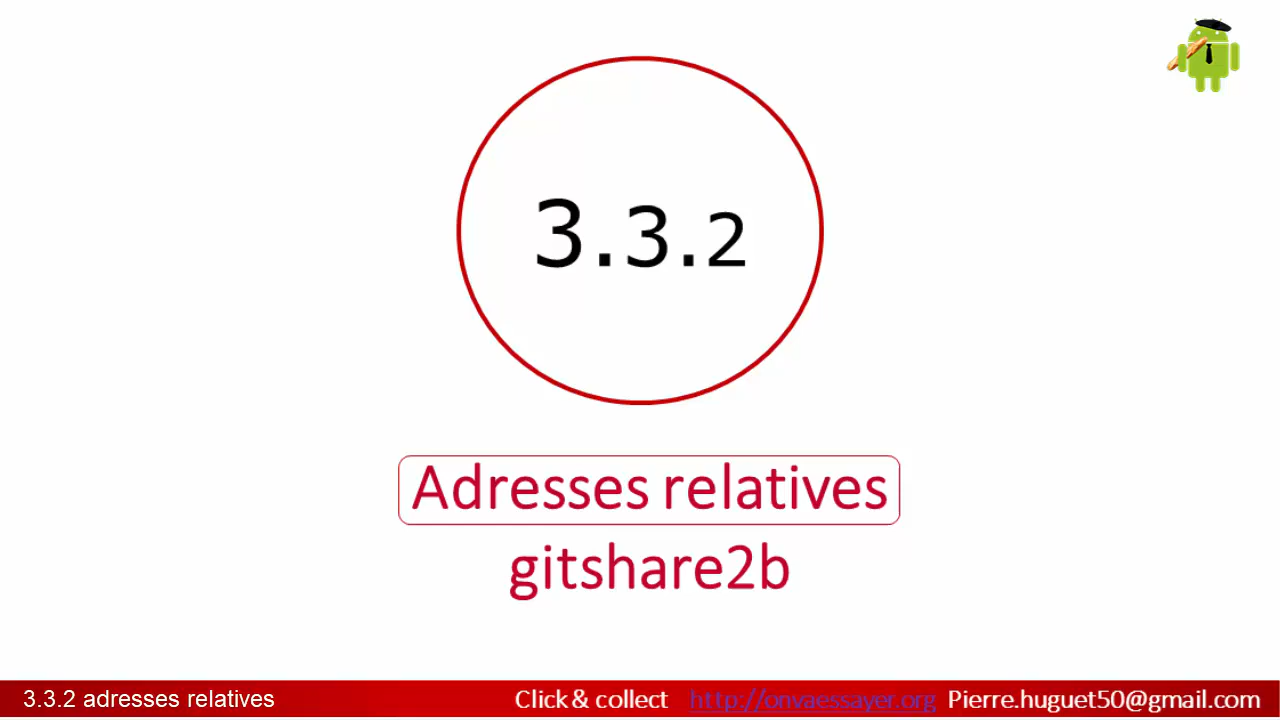 3.3.2
Adresses relatives
gitshare2b
3.3.2 adresses relatives
Click & collect http://onvaessayer.org Pierre.huguet50@gmail.com